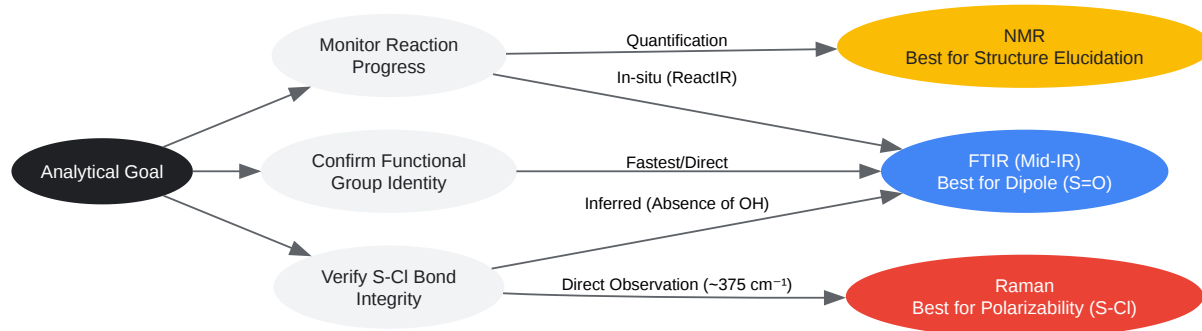 Analytical Goal
Monitor Reaction
Progress
Confirm Functional
Group Identity
Verify S-Cl Bond
Integrity
Quantification
In-situ (ReactIR)
Fastest/Direct
Inferred (Absence of OH)
Direct Observation (~375 cm⁻¹)
NMR
Best for Structure Elucidation
FTIR (Mid-IR)
Best for Dipole (S=O)
Raman
Best for Polarizability (S-Cl)